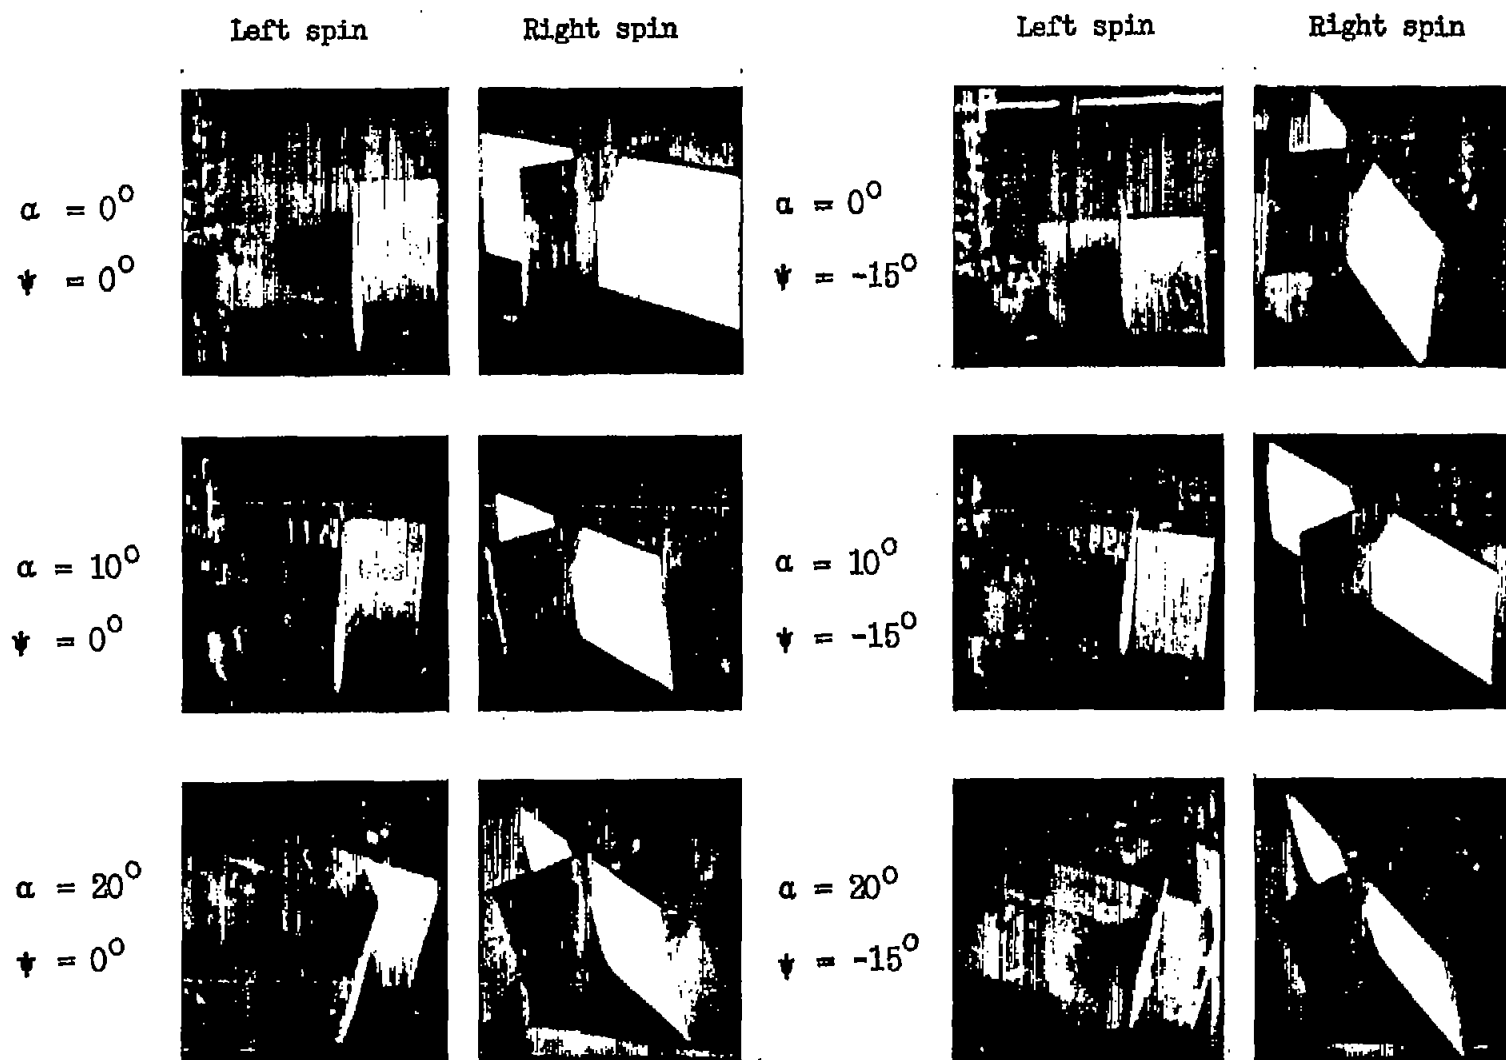 Left spin Right spin Left spin Right spin
α = 0° α = 0°
ψ = 0° ψ = -15°
α = 10° α = 10°
ψ = 0° ψ = -15°
α = 20° α = 20°
ψ = 0° ψ = -15°